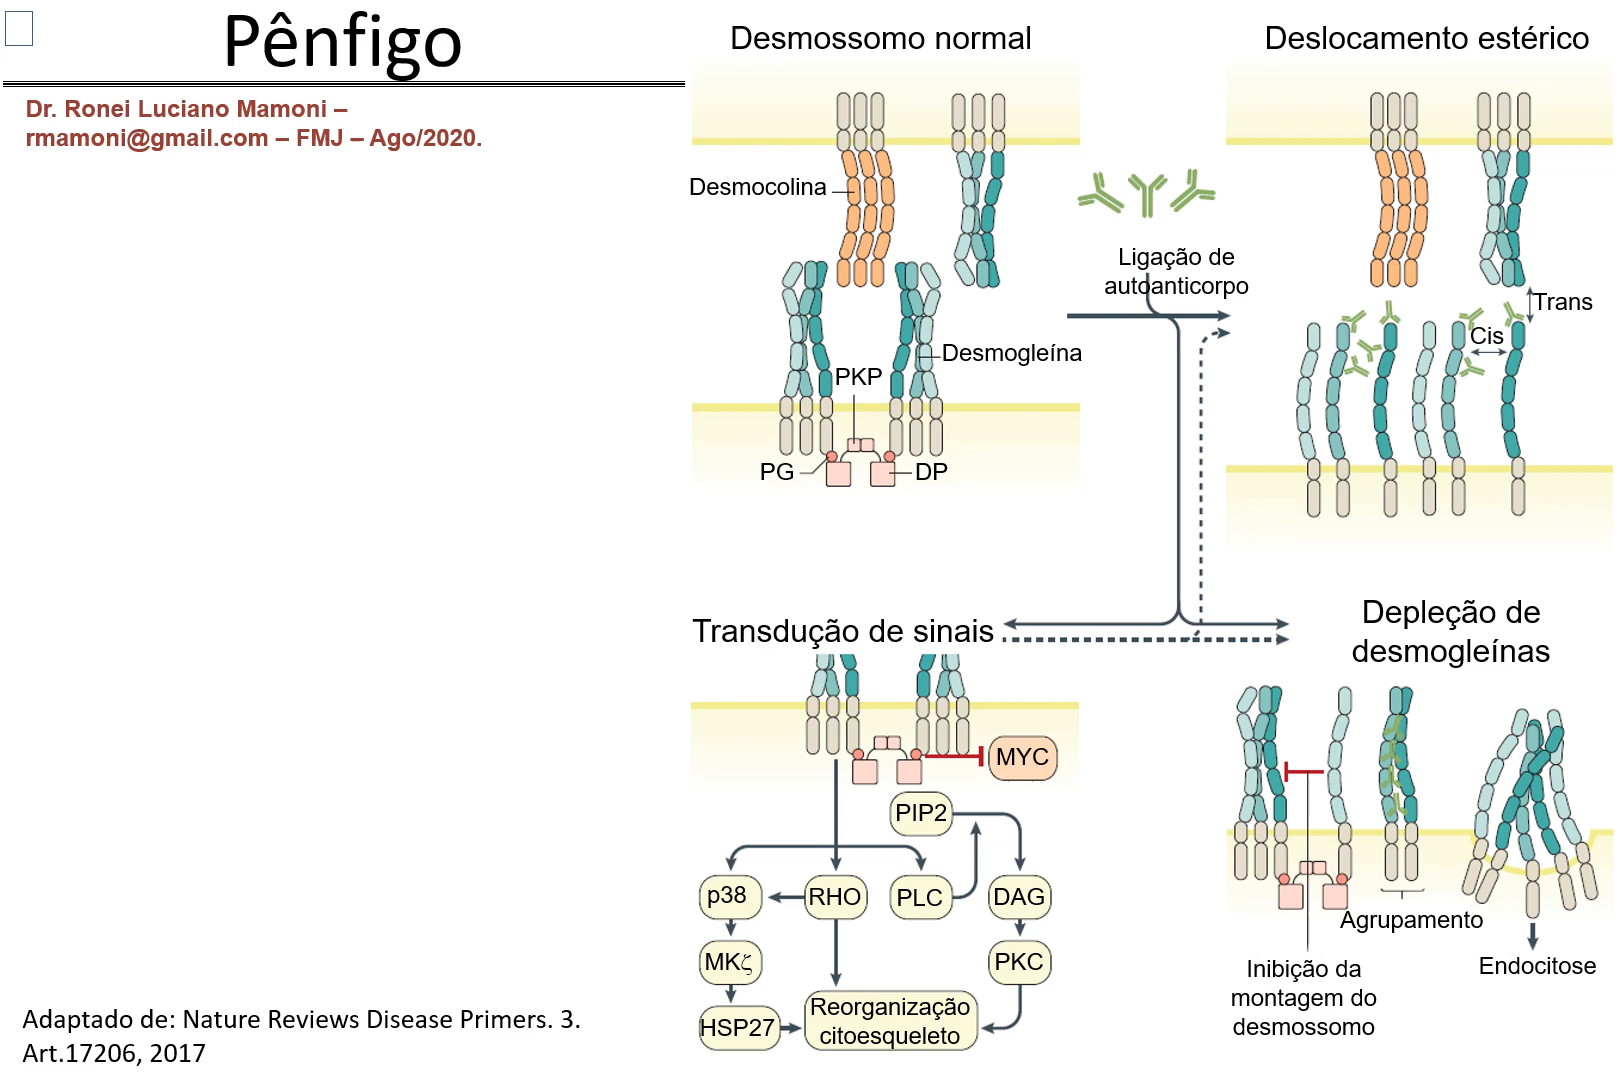 Pênfigo
Dr. Ronei Luciano Mamoni –
rmamoni@gmail.com – FMJ – Ago/2020.
Desmossomo normal
Desmocolina
Desmogleína
PKP
PG
DP
Ligação de
autoanticorpo
Deslocamento estérico
Trans
Cis
Transdução de sinais
MYC
PIP2
p38
RHO
PLC
DAG
MKζ
PKC
HSP27
Reorganização
citoesqueleto
Depleção de
desmogleínas
Agrupamento
Inibição da
montagem do
desmossomo
Endocitose
Adaptado de: Nature Reviews Disease Primers. 3.
Art.17206, 2017